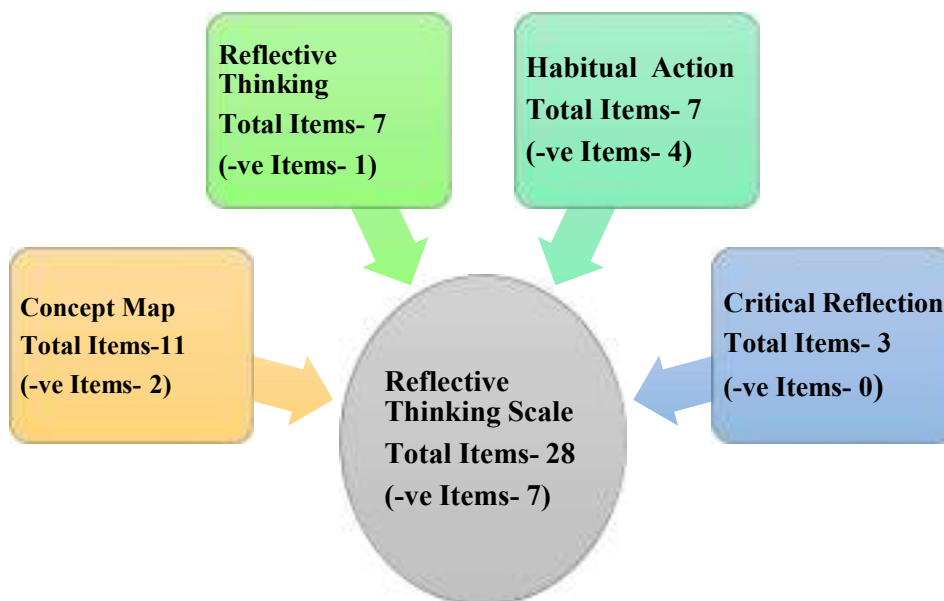 Reflective
Thinking
Total Items- 7
(-ve Items- 1)
Habitual Action
Total Items- 7
(-ve Items- 4)
Concept Map
Total Items-11
(-ve Items- 2)
Critical Reflection
Total Items- 3
(-ve Items- 0)
Reflective
Thinking Scale
Total Items- 28
(-ve Items- 7)